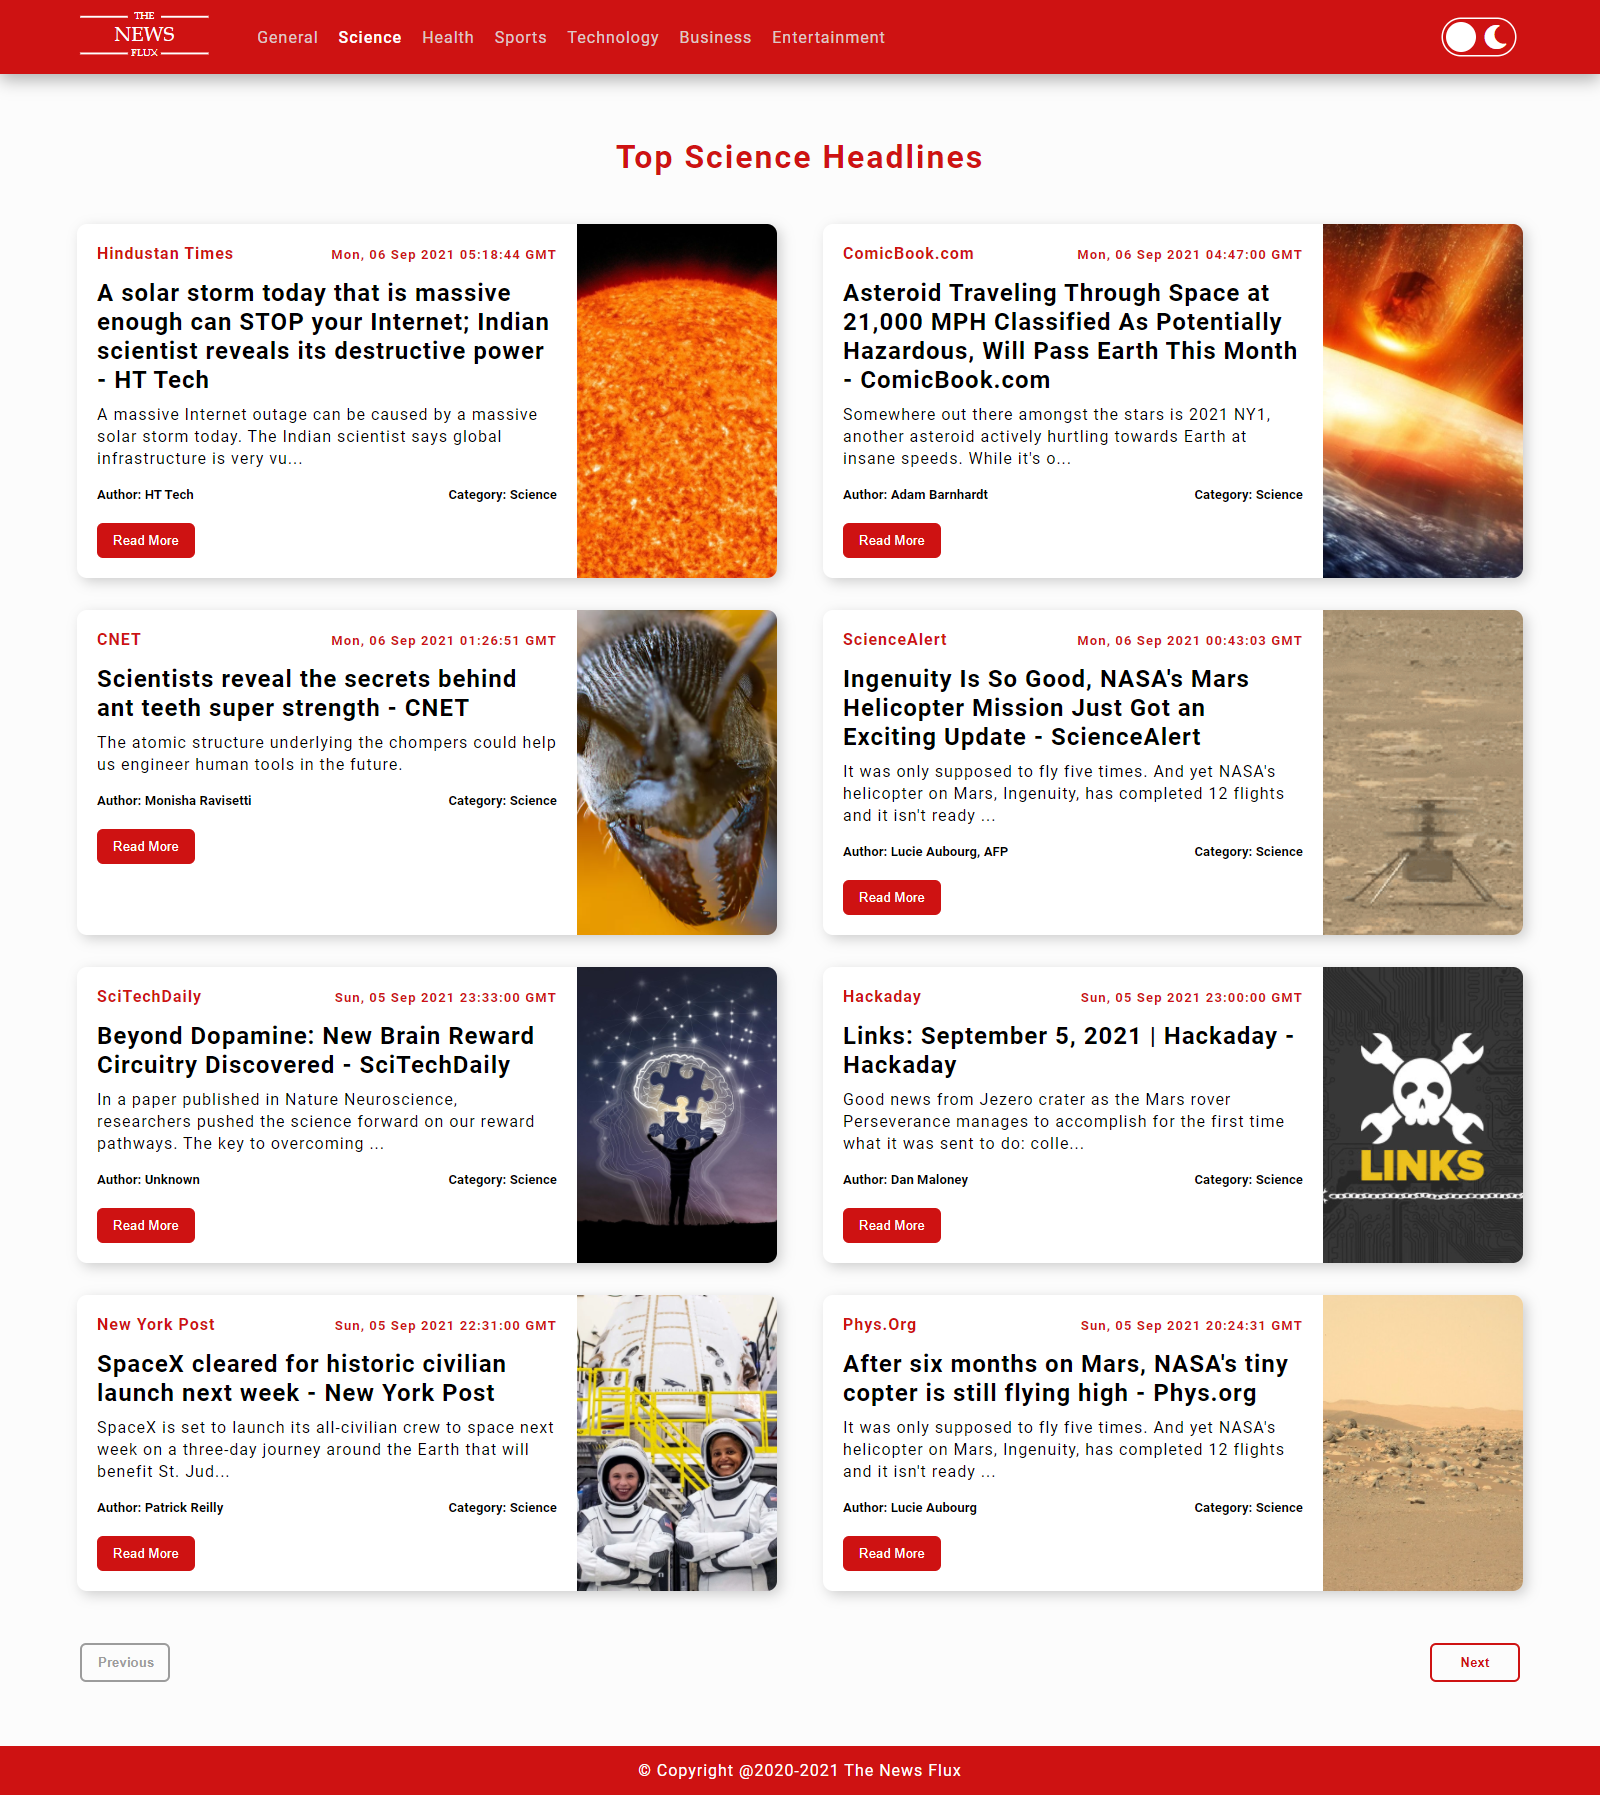 THE
NEWS
FLUX
General Science Health Sports Technology Business Entertainment
Top Science Headlines
Hindustan Times Mon, 06 Sep 2021 05:18:44 GMT
A solar storm today that is massive
enough can STOP your Internet; Indian
scientist reveals its destructive power
- HT Tech
A massive Internet outage can be caused by a massive
solar storm today. The Indian scientist says global
infrastructure is very vu...
Author: HT Tech Category: Science
Read More
ComicBook.com Mon, 06 Sep 2021 04:47:00 GMT
Asteroid Traveling Through Space at
21,000 MPH Classified As Potentially
Hazardous, Will Pass Earth This Month
- ComicBook.com
Somewhere out there amongst the stars is 2021 NY1,
another asteroid actively hurtling towards Earth at
insane speeds. While it's o...
Author: Adam Barnhardt Category: Science
Read More
CNET Mon, 06 Sep 2021 01:26:51 GMT
Scientists reveal the secrets behind
ant teeth super strength - CNET
The atomic structure underlying the chompers could help
us engineer human tools in the future.
Author: Monisha Ravisetti Category: Science
Read More
ScienceAlert Mon, 06 Sep 2021 00:43:03 GMT
Ingenuity Is So Good, NASA's Mars
Helicopter Mission Just Got an
Exciting Update - ScienceAlert
It was only supposed to fly five times. And yet NASA's
helicopter on Mars, Ingenuity, has completed 12 flights
and it isn't ready ...
Author: Lucie Aubourg, AFP Category: Science
Read More
SciTechDaily Sun, 05 Sep 2021 23:33:00 GMT
Beyond Dopamine: New Brain Reward
Circuitry Discovered - SciTechDaily
In a paper published in Nature Neuroscience,
researchers pushed the science forward on our reward
pathways. The key to overcoming ...
Author: Unknown Category: Science
Read More
Hackaday Sun, 05 Sep 2021 23:00:00 GMT
Links: September 5, 2021 | Hackaday -
Hackaday
Good news from Jezero crater as the Mars rover
Perseverance manages to accomplish for the first time
what it was sent to do: colle...
Author: Dan Maloney Category: Science
Read More
LINKS
New York Post Sun, 05 Sep 2021 22:31:00 GMT
SpaceX cleared for historic civilian
launch next week - New York Post
SpaceX is set to launch its all-civilian crew to space next
week on a three-day journey around the Earth that will
benefit St. Jud...
Author: Patrick Reilly Category: Science
Read More
Phys.Org Sun, 05 Sep 2021 20:24:31 GMT
After six months on Mars, NASA's tiny
copter is still flying high - Phys.org
It was only supposed to fly five times. And yet NASA's
helicopter on Mars, Ingenuity, has completed 12 flights
and it isn't ready ...
Author: Lucie Aubourg Category: Science
Read More
Previous Next
© Copyright @2020-2021 The News Flux